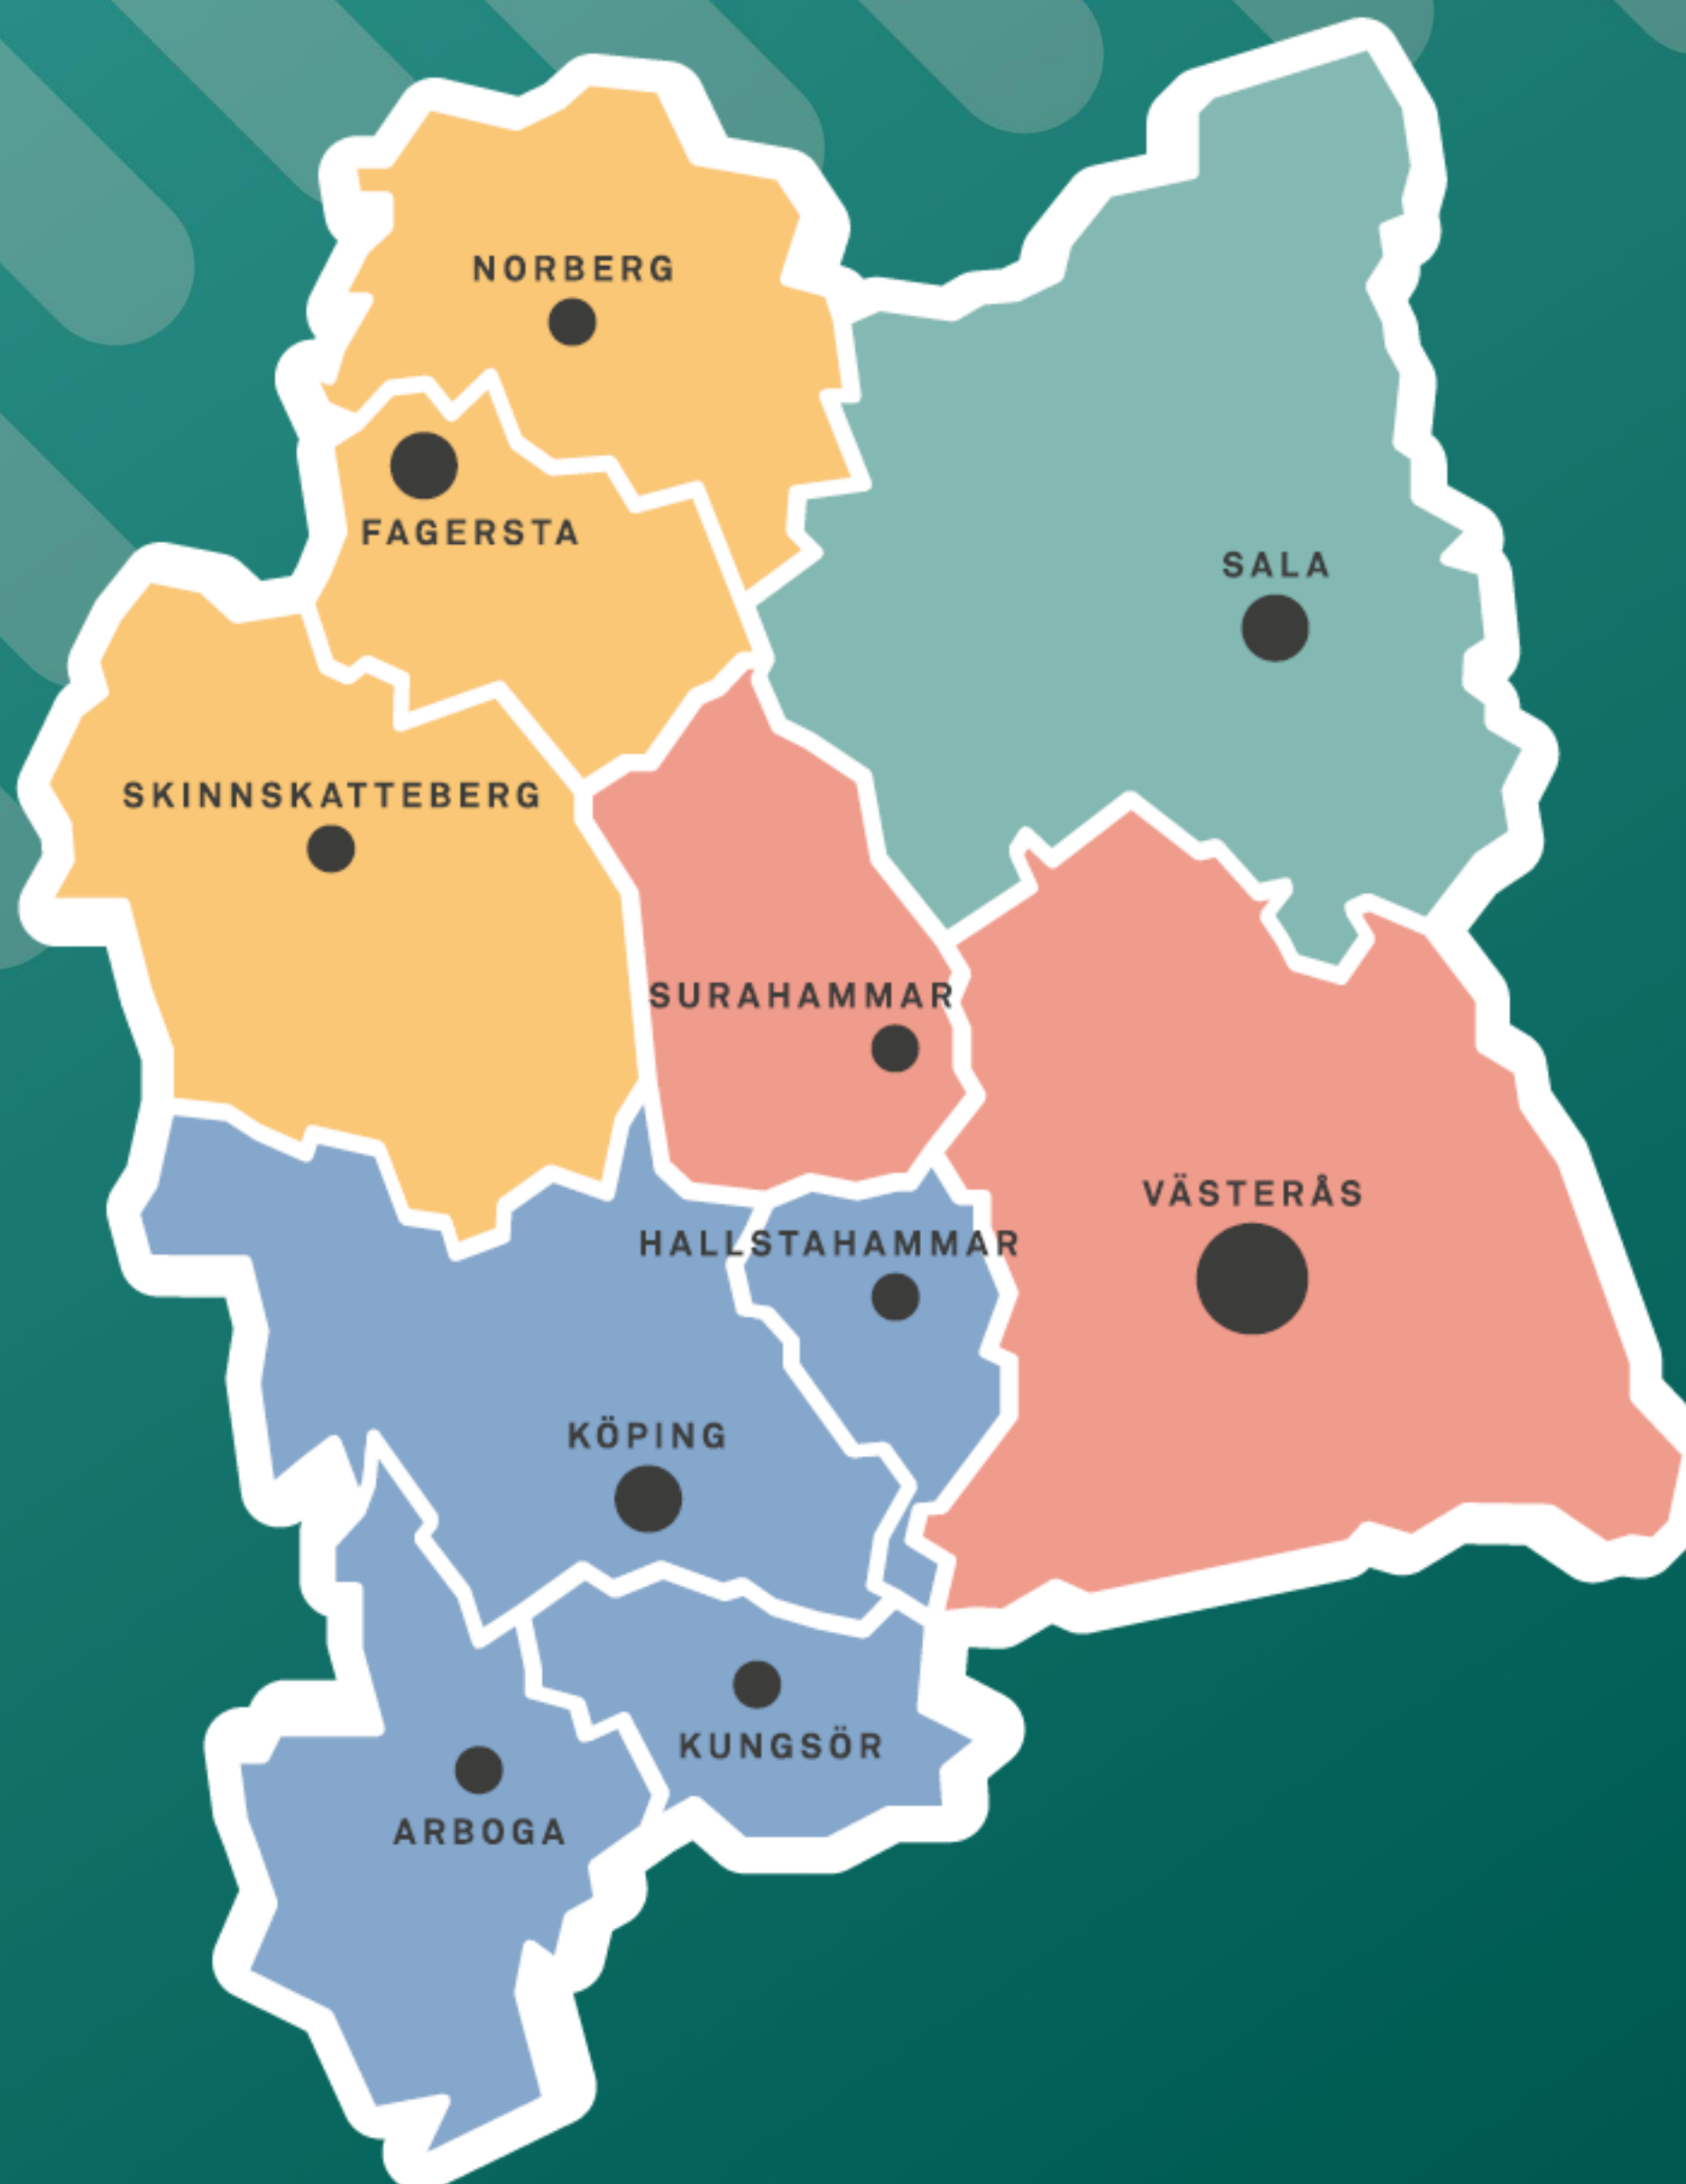 NORBERG
FAGERSTA
SALA
SKINNSKATTEBERG
SURAHAMMAR
VÄSTERÅS
HALLSTAHAMMAR
KÖPING
KUNGSÖR
ARBOGA